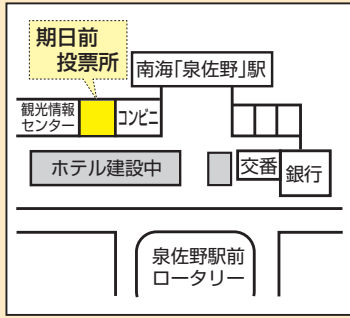 期日前
投票所
南海「泉佐野」駅
観光情報
センター
コンビニ
ホテル建設中
交番
銀行
泉佐野駅前
ロータリー